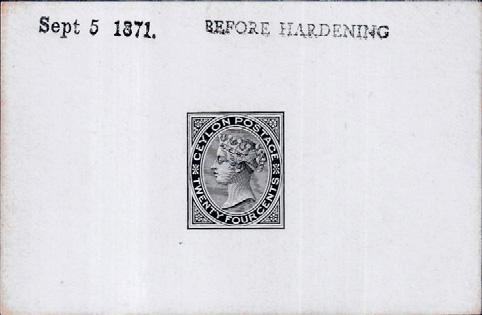 Sept 5 1871.
BEFORE HARDENING
CEYLON POSTAGE
TWENTY FOUR CENTS